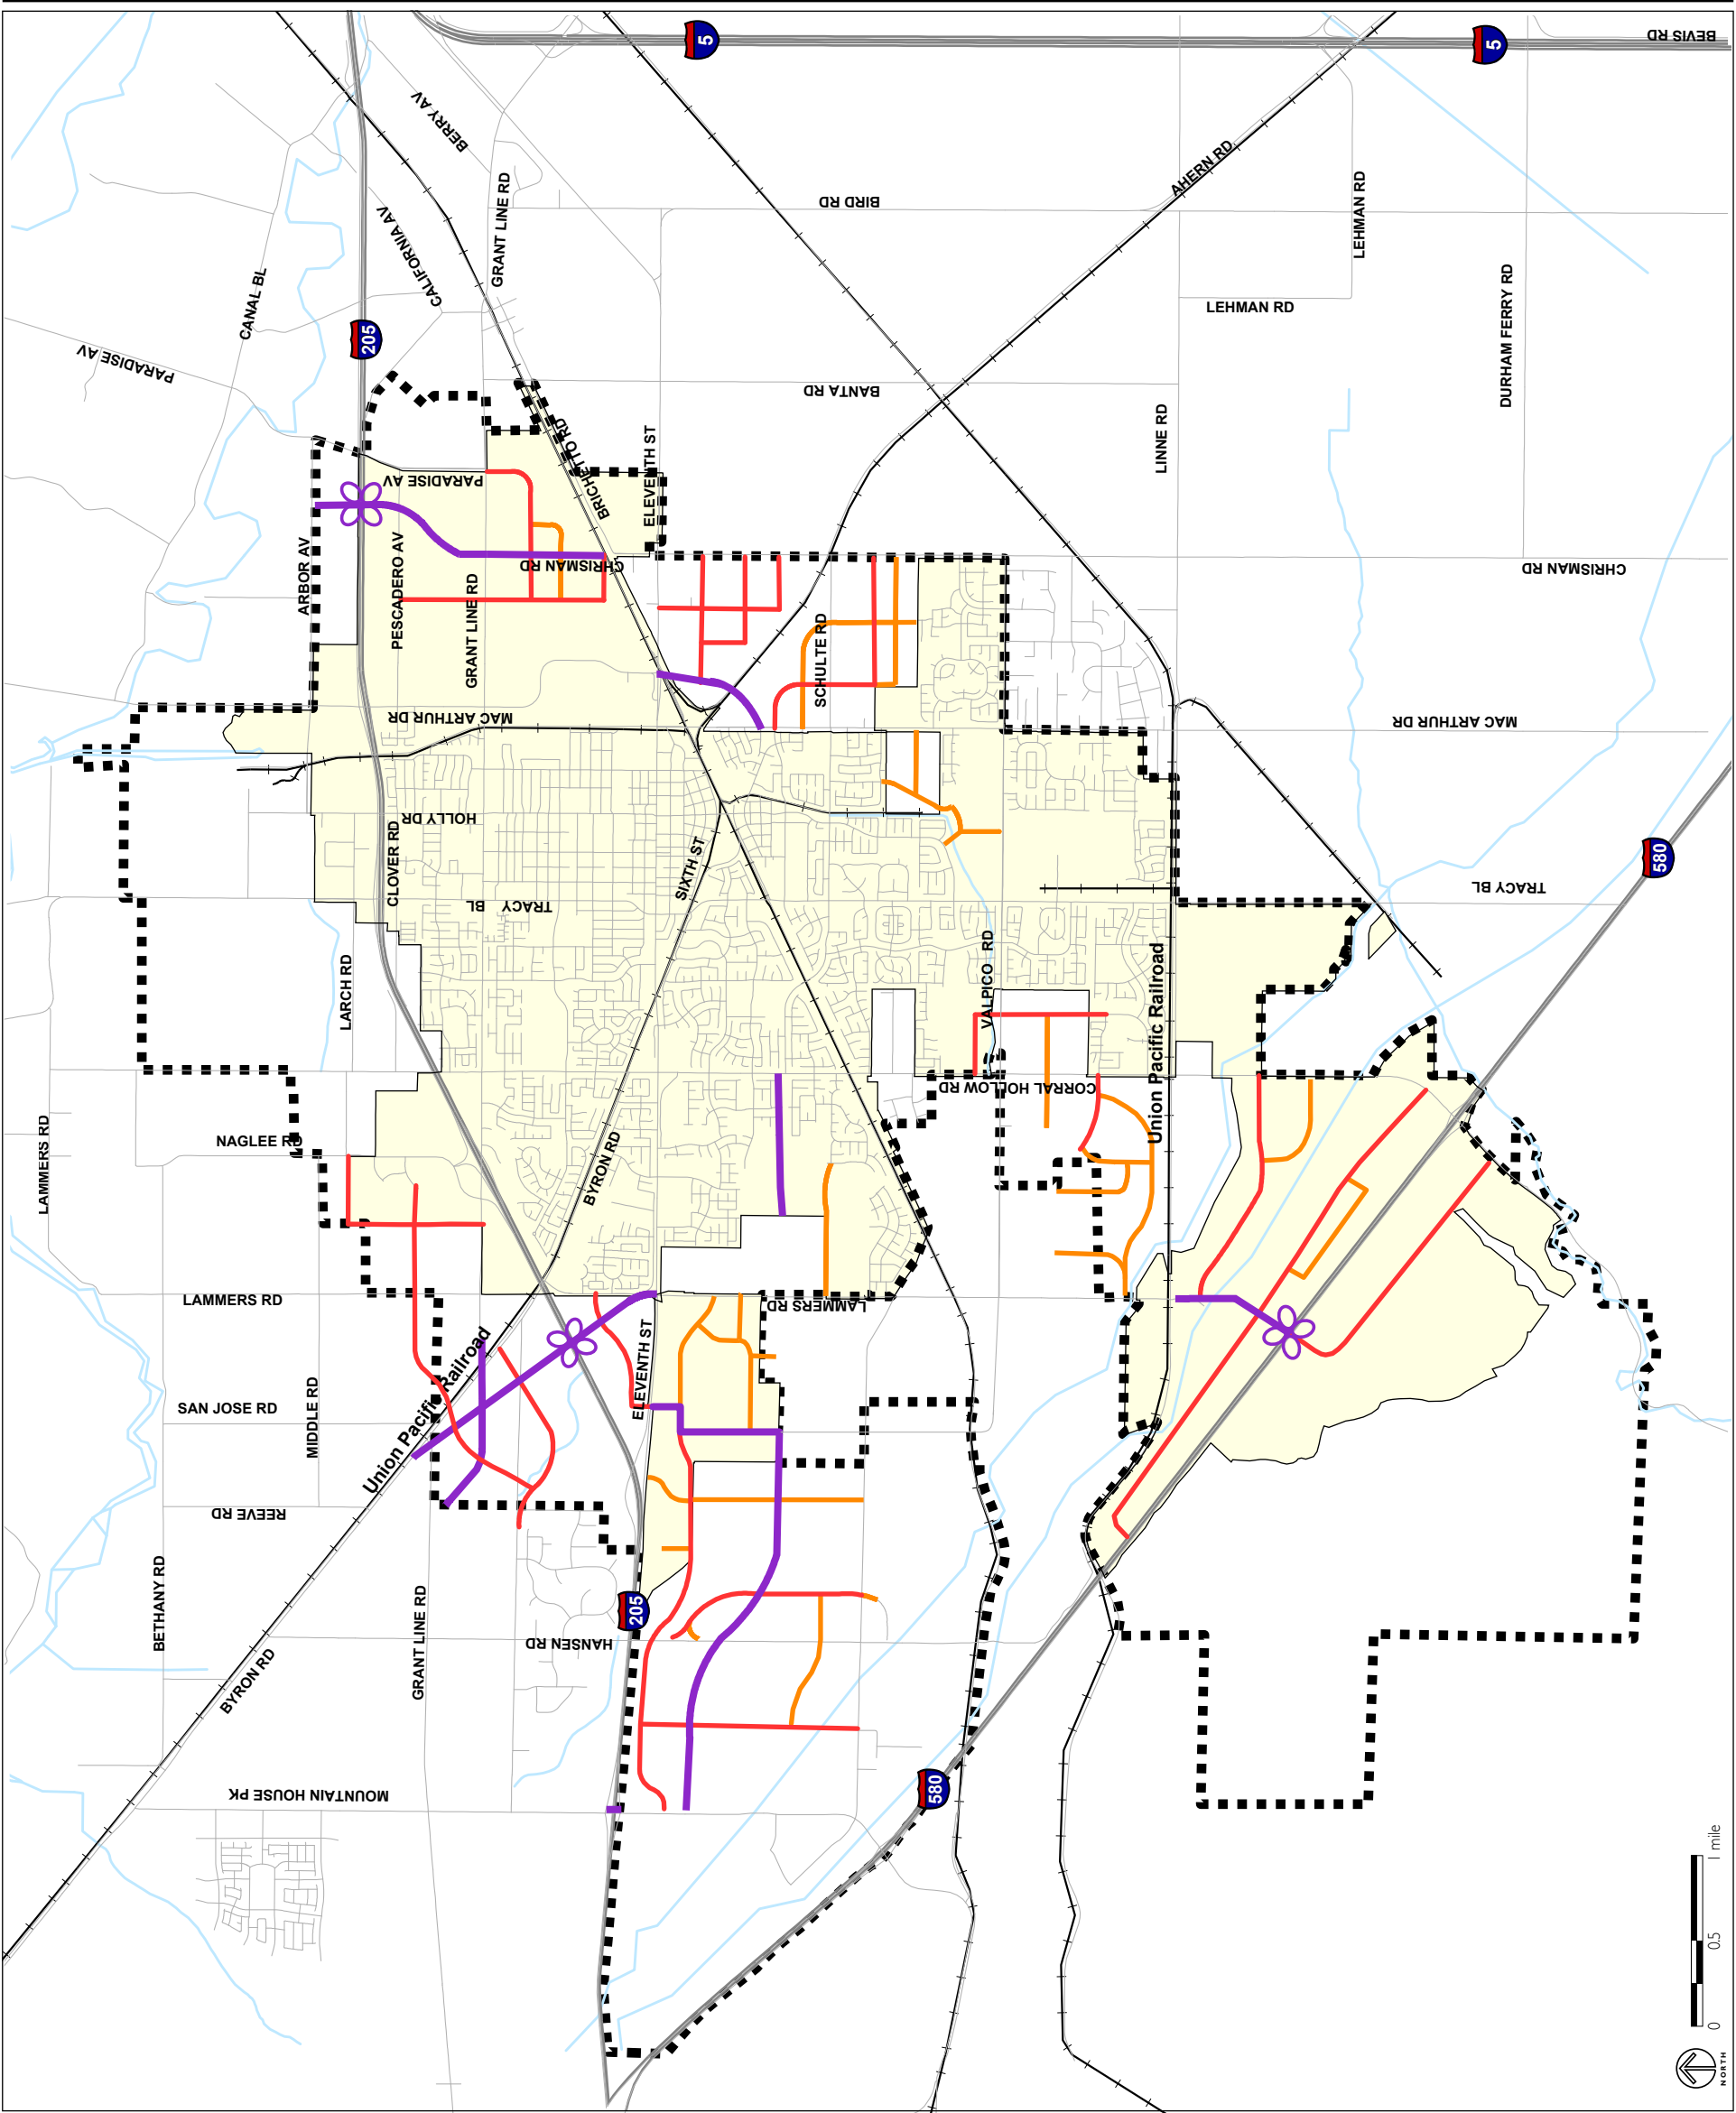 5
5
BEVIS RD
BERRY AV
GRANT LINE RD
CALIFORNIA AV
CANAL BL
PARADISE AV
205
BIRD RD
AHERN RD
LEHMAN RD
LEHMAN RD
DURHAM FERRY RD
BANTA RD
LINNE RD
ELEVENTH ST
BRICHETTO RD
PARADISE AV
ARBOR AV
PESCADERO AV
GRANT LINE RD
CHRISMAN RD
CHRISMAN RD
SCHULTE RD
MAC ARTHUR DR
MAC ARTHUR DR
HOLLY DR
CLOVER RD
SIXTH ST
TRACY BL
TRACY BL
580
LARCH RD
VALPICO RD
Union Pacific Railroad
CORRAL HOLLOW RD
LAMMERS RD
NAGLEE RD
BYRON RD
LAMMERS RD
LAMMERS RD
ELEVENTH ST
Union Pacific Railroad
SAN JOSE RD
MIDDLE RD
REEVE RD
BETHANY RD
GRANT LINE RD
HANSEN RD
205
BYRON RD
MOUNTAIN HOUSE PK
580
0
0.5
1 mile
NORTH